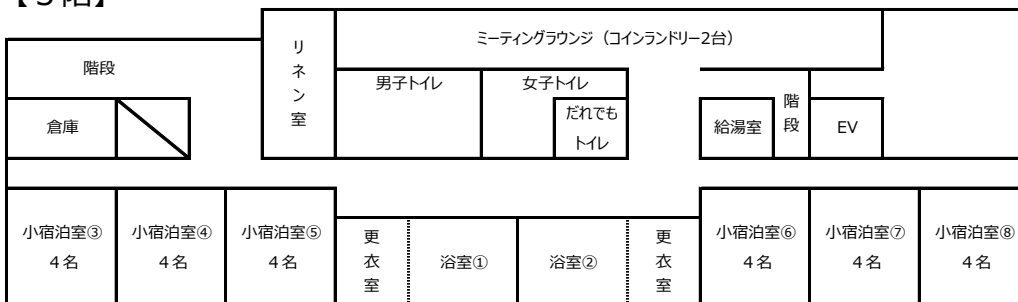 【3階】
ミーティングラウンジ（コインランドリー2台）
リネン室
階段
男子トイレ
女子トイレ
だれでも
トイレ
倉庫
給湯室
階段
EV
小宿泊室③
４名
小宿泊室④
４名
小宿泊室⑤
４名
更衣室
浴室①
浴室②
更衣室
小宿泊室⑥
４名
小宿泊室⑦
４名
小宿泊室⑧
４名